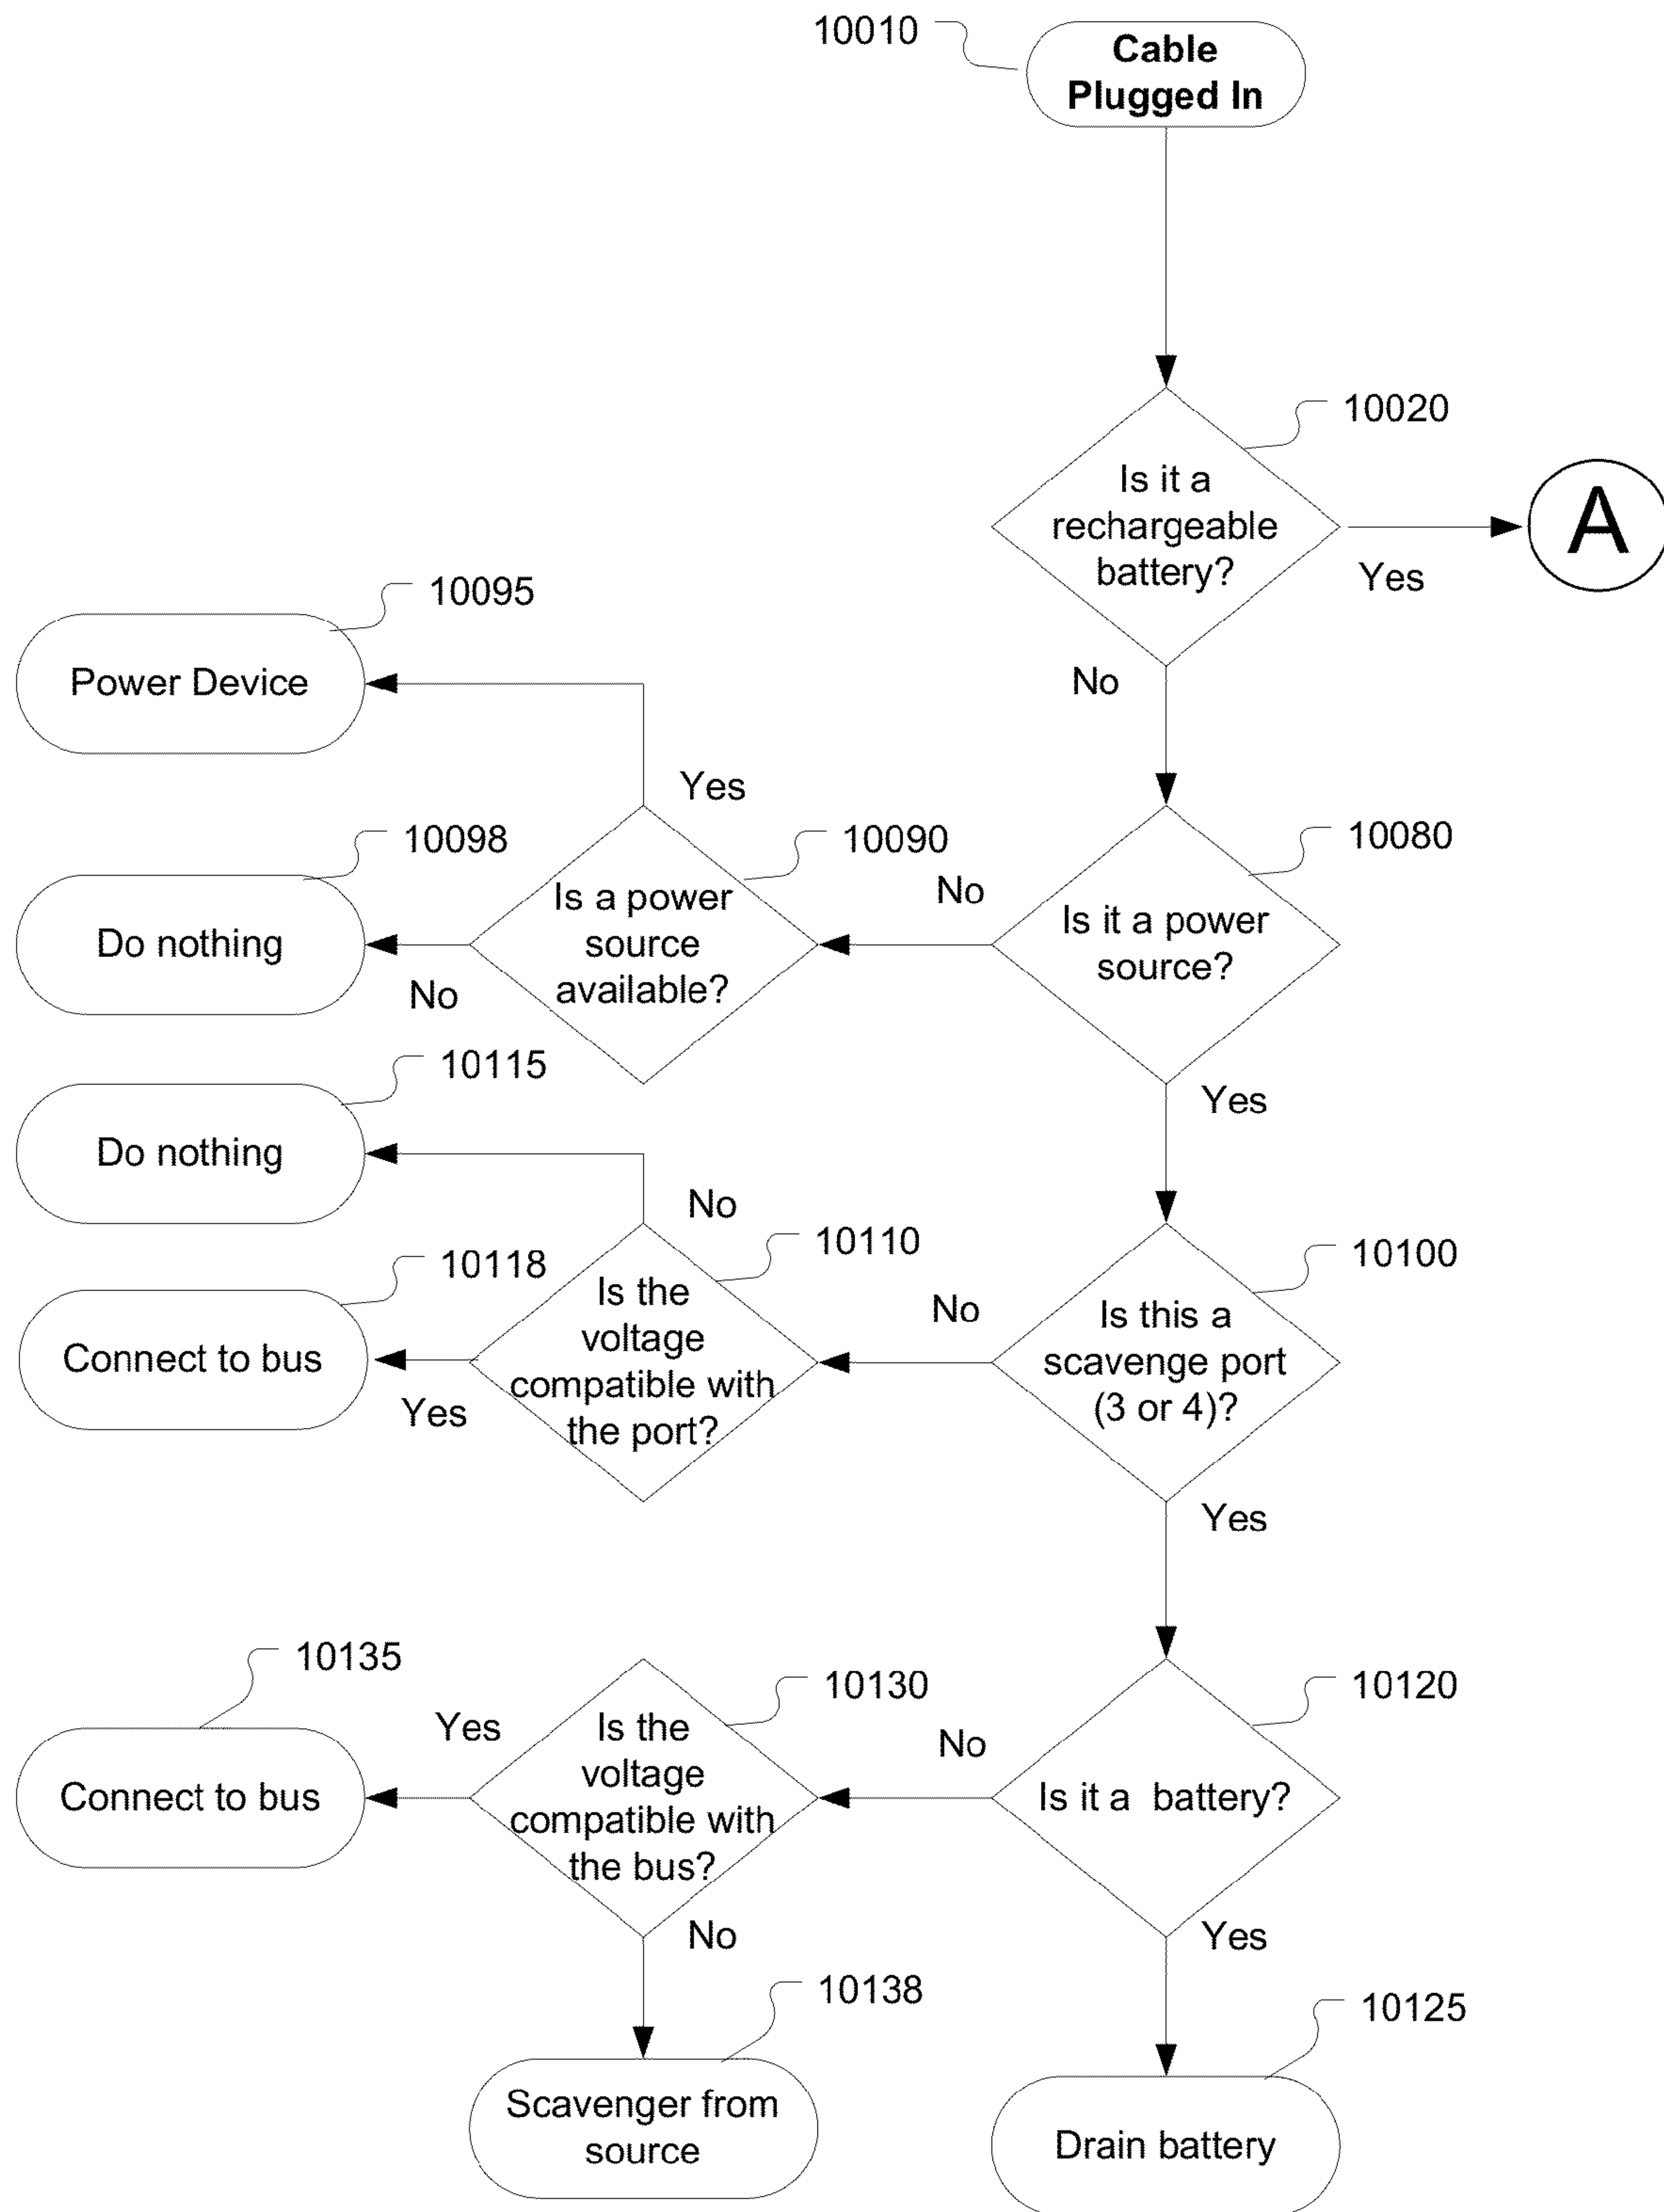 10010
Cable
Plugged In
10020
Is it a
rechargeable
battery?
Yes
A
No
10095
Power Device
Yes
10098
10090
10080
No
Do nothing
Is a power
source
available?
No
Is it a power
source?
10115
Do nothing
Yes
No
10118
10110
10100
Connect to bus
Is the
voltage
compatible with
the port?
Yes
No
Is this a
scavenge port
(3 or 4)?
Yes
10135
10130
10120
Connect to bus
Yes
Is the
voltage
compatible with
the bus?
No
Is it a  battery?
No
Yes
10138
10125
Scavenger from
source
Drain battery